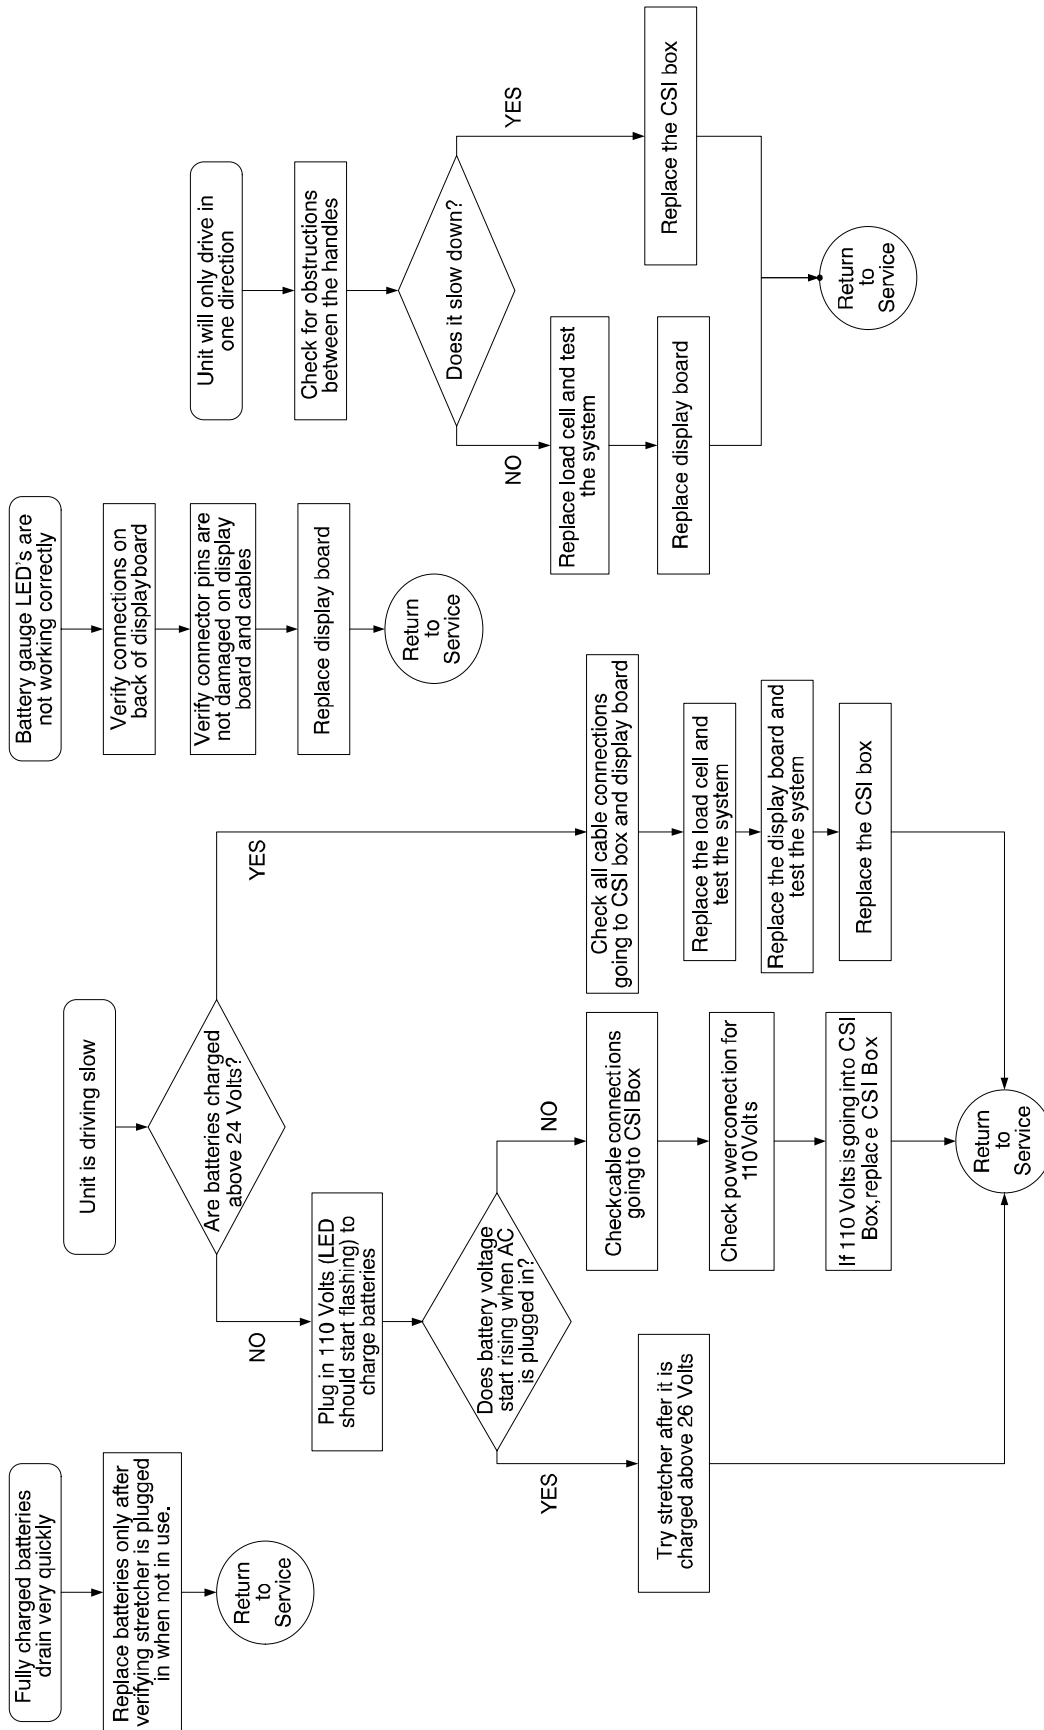 Fully charged batteries
drain very quickly
Replace batteries only after
verifying stretcher is plugged
in when not in use.
Return
to
Service
Unit is driving slow
Are batteries charged
above 24 Volts?
NO
YES
Plug in 110 Volts (LED
should start flashing) to
charge batteries
Does battery voltage
start rising when AC
is plugged in?
YES
NO
Try stretcher after it is
charged above 26 Volts
Check cable connections
going to CSI Box
Check power connection for
110 Volts
If 110 Volts is going into CSI
Box, replace CSI Box
Check all cable connections
going to CSI box and display board
Replace the load cell and
test the system
Replace the display board and
test the system
Replace the CSI box
Return
to
Service
Battery gauge LED's are
not working correctly
Verify connections on
back of display board
Verify connector pins are
not damaged on display
board and cables
Replace display board
Return
to
Service
Unit will only drive in
one direction
Check for obstructions
between the handles
Does it slow down?
NO
YES
Replace load cell and test
the system
Replace display board
Replace the CSI box
Return
to
Service